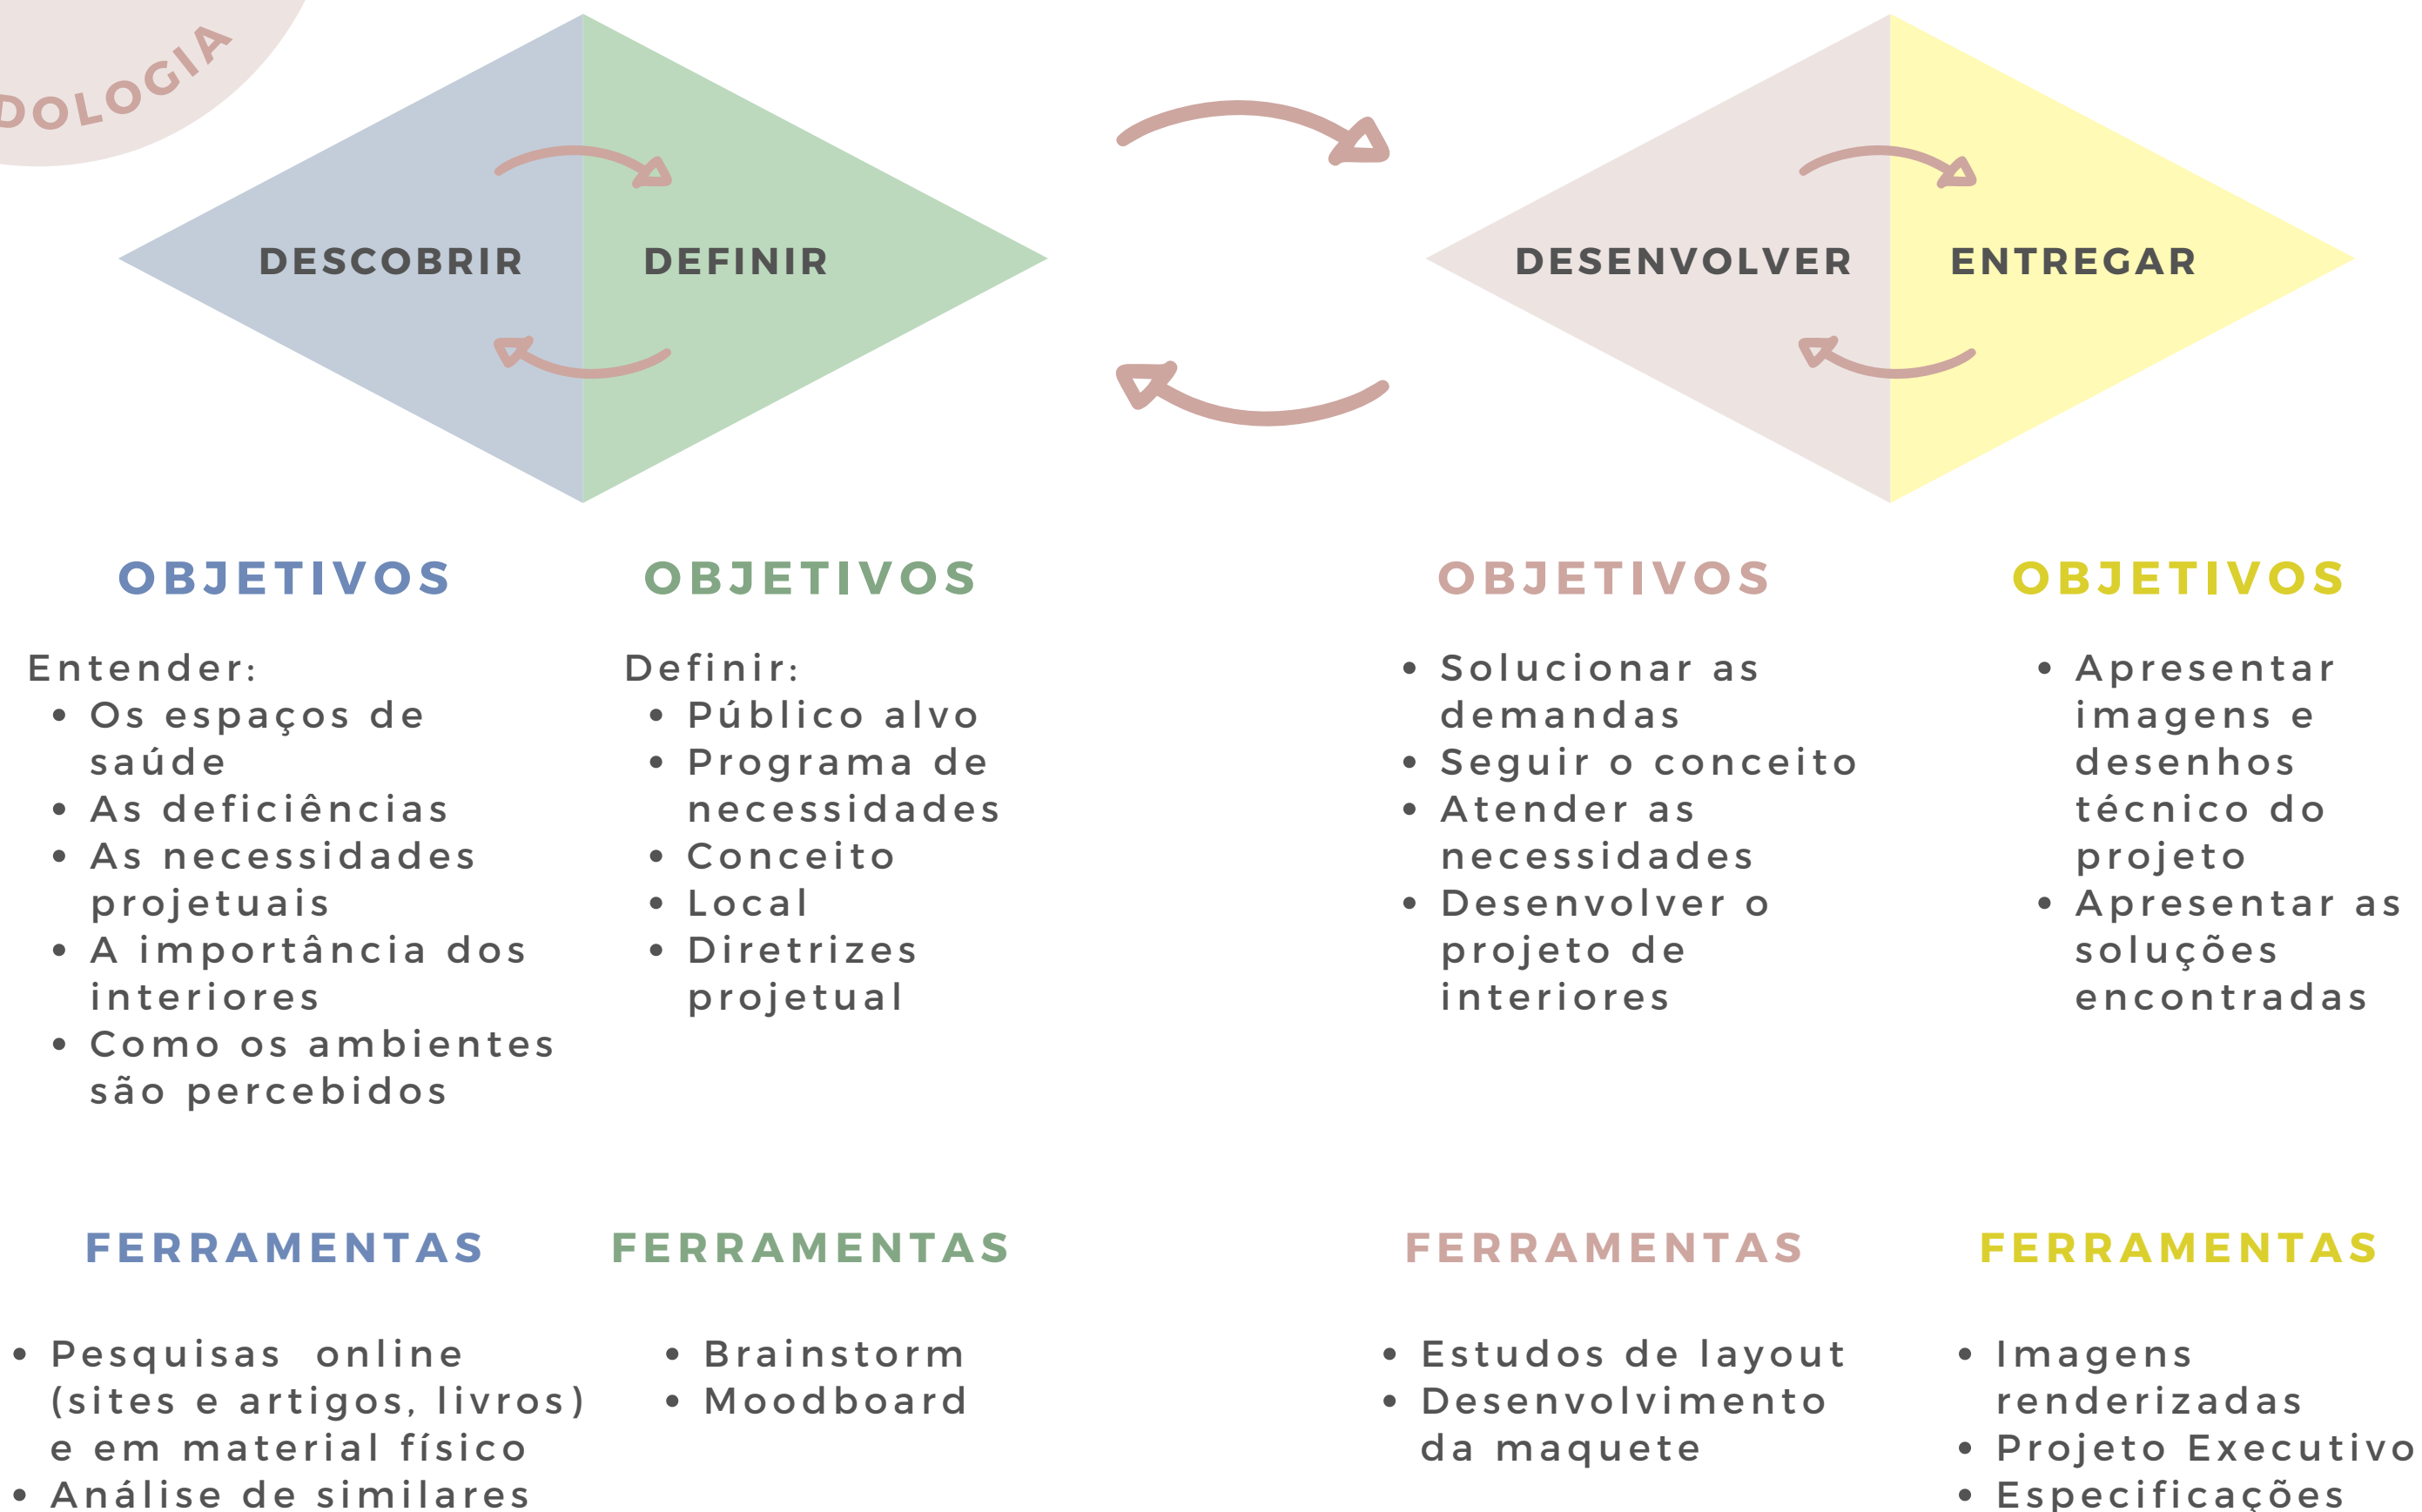 DOLOGIA
DESCOBRIR
DEFINIR
DESENVOLVER
ENTREGAR
OBJETIVOS
Entender:
• Os espaços de
saúde
• As deficiências
• As necessidades
projetuais
• A importância dos
interiores
• Como os ambientes
são percebidos
OBJETIVOS
Definir:
• Público alvo
• Programa de
necessidades
• Conceito
• Local
• Diretrizes
projetual
OBJETIVOS
• Solucionar as
demandas
• Seguir o conceito
• Atender as
necessidades
• Desenvolver o
projeto de
interiores
OBJETIVOS
• Apresentar
imagens e
desenhos
técnico do
projeto
• Apresentar as
soluções
encontradas
FERRAMENTAS
• Pesquisas online
(sites e artigos, livros)
e em material físico
• Análise de similares
FERRAMENTAS
• Brainstorm
• Moodboard
FERRAMENTAS
• Estudos de layout
• Desenvolvimento
da maquete
FERRAMENTAS
• Imagens
renderizadas
• Projeto Executivo
• Especificações